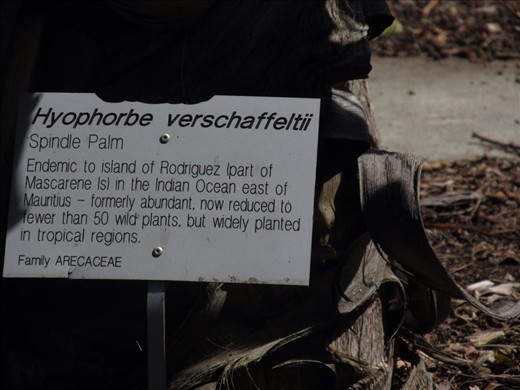 Hyophorbe verschaffeltii
Spindle Palm
Endemic to island of Rodriguez (part of
Mascarene Is) in the Indian Ocean east of
Mauritius – formerly abundant, now reduced to
fewer than 50 wild plants, but widely planted
in tropical regions.
Family ARECACEAE